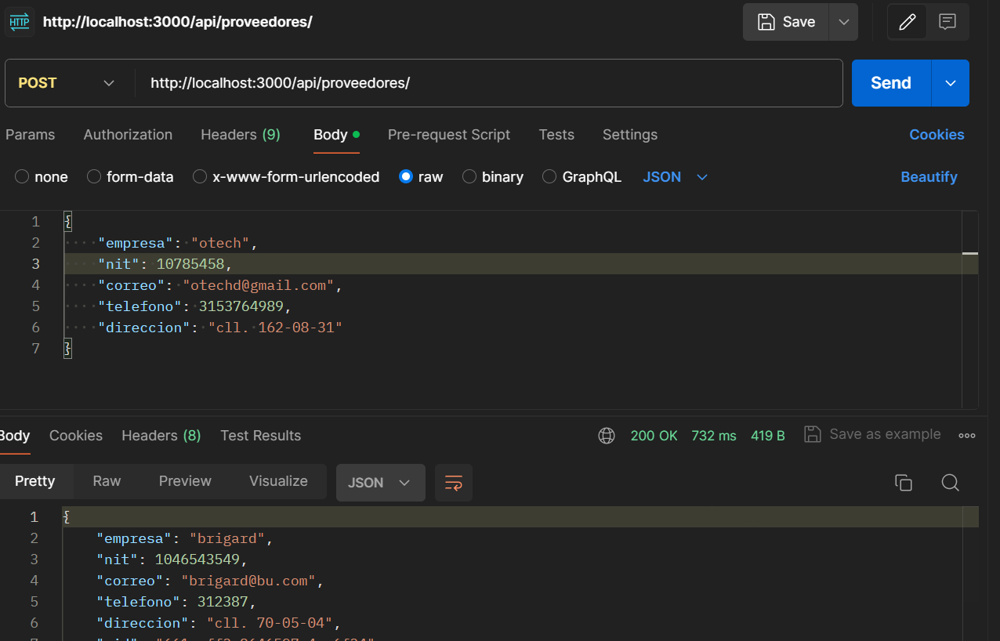 HTTP http://localhost:3000/api/proveedores/ Save
POST http://localhost:3000/api/proveedores/ Send
Params Authorization Headers (9) Body Pre-request Script Tests Settings Cookies
none form-data x-www-form-urlencoded raw binary GraphQL JSON Beautify
1 {
2 "empresa": "otech",
3 "nit": 10785458,
4 "correo": "otechd@gmail.com",
5 "telefono": 3153764989,
6 "direccion": "cll. 162-08-31"
7 }
Body Cookies Headers (8) Test Results 200 OK 732 ms 419 B Save as example
Pretty Raw Preview Visualize JSON
1 {
2 "empresa": "brigard",
3 "nit": 1046543549,
4 "correo": "brigard@bu.com",
5 "telefono": 312387,
6 "direccion": "cll. 70-05-04",